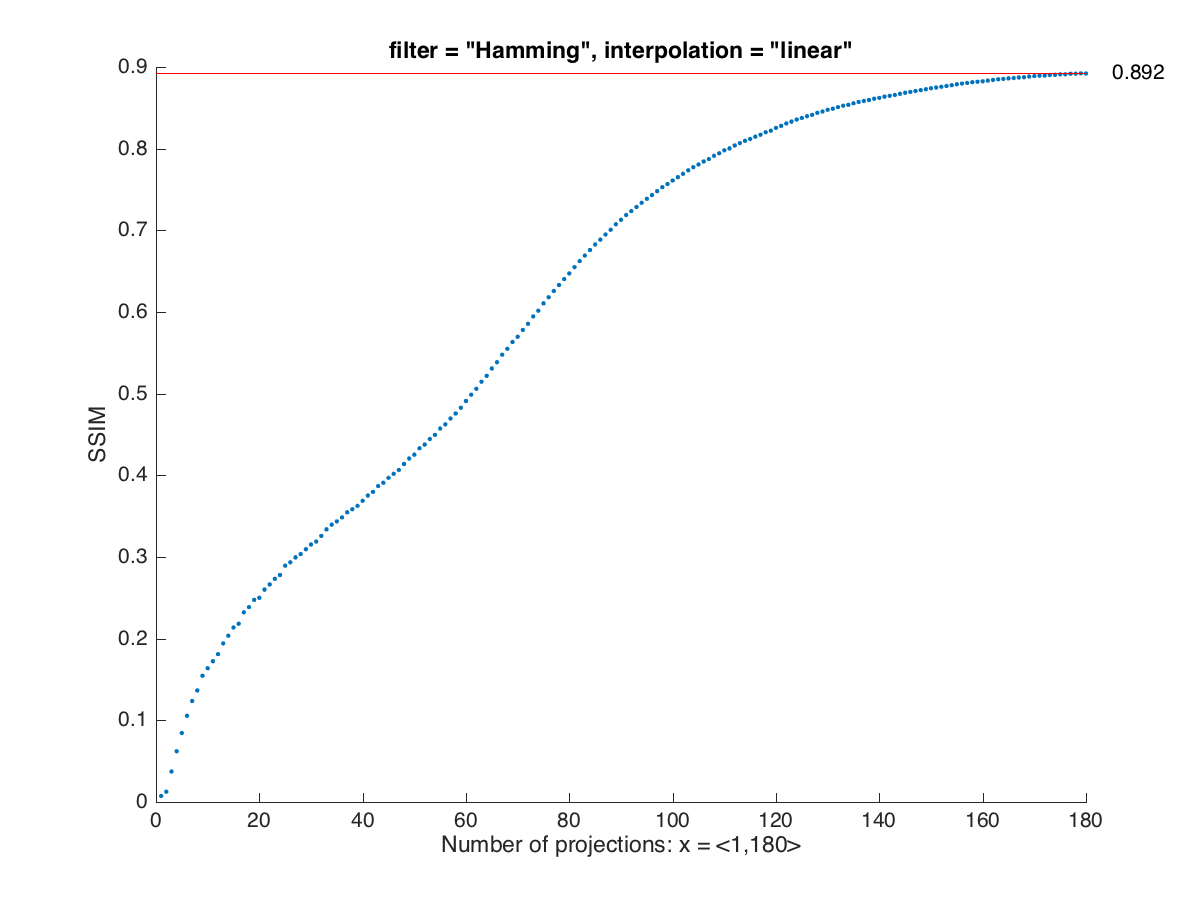 filter = "Hamming", interpolation = "linear"
0.9
0.892
0.8
0.7
0.6
0.5
SSIM
0.4
0.3
0.2
0.1
0
0 20 40 60 80 100 120 140 160 180
Number of projections: x = <1,180>